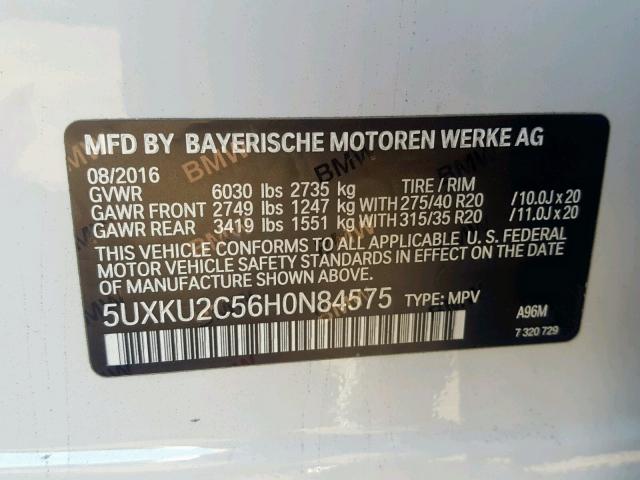 MFD BY BAYERISCHE MOTOREN WERKE AG
08/2016
GVWR 6030 lbs 2735 kg TIRE / RIM
GAWR FRONT 2749 lbs 1247 kg WITH 275/40 R20 /10.0J x 20
GAWR REAR 3419 lbs 1551 kg WITH 315/35 R20 /11.0J x 20
THIS VEHICLE CONFORMS TO ALL APPLICABLE U.S. FEDERAL
MOTOR VEHICLE SAFETY STANDARDS IN EFFECT ON THE DATE
OF MANUFACTURE SHOWN ABOVE.
5UXKU2C56H0N84575 TYPE: MPV
A96M
7 320 729